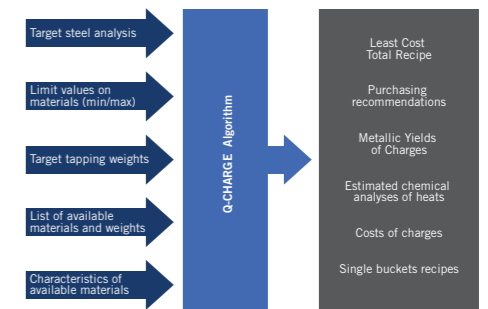 Target steel analysis
Limit values on
materials (min/max)
Target tapping weights
List of available
materials and weights
Characteristics of
available materials
Q-CHARGE Algorithm
Least Cost
Total Recipe
Purchasing
recommendations
Metallic Yields
of Charges
Estimated chemical
analyses of heats
Costs of charges
Single buckets recipes